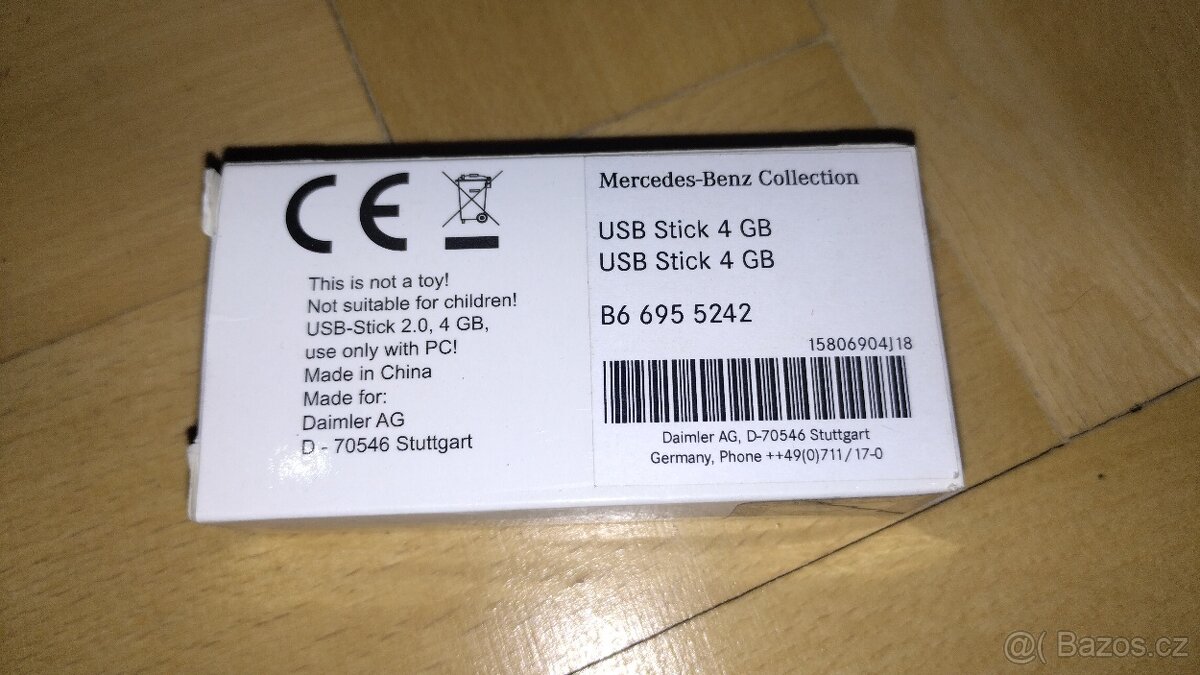 CE
This is not a toy!
Not suitable for children!
USB-Stick 2.0, 4 GB,
use only with PC!
Made in China
Made for:
Daimler AG
D - 70546 Stuttgart
Mercedes-Benz Collection
USB Stick 4 GB
USB Stick 4 GB
B6 695 5242
15806904J18
Daimler AG, D-70546 Stuttgart
Germany, Phone ++49(0)711/17-0
@( Bazos.cz